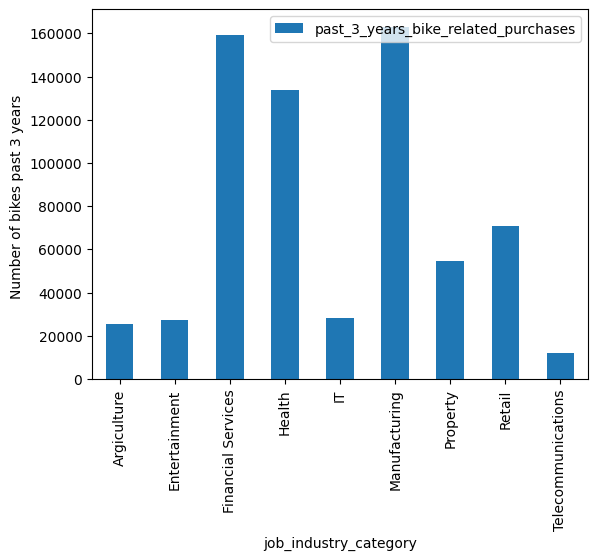 past_3_years_bike_related_purchases
160000
140000
120000
100000
80000
60000
40000
20000
0
Number of bikes past 3 years
Argiculture
Entertainment
Financial Services
Health
IT
Manufacturing
Property
Retail
Telecommunications
job_industry_category